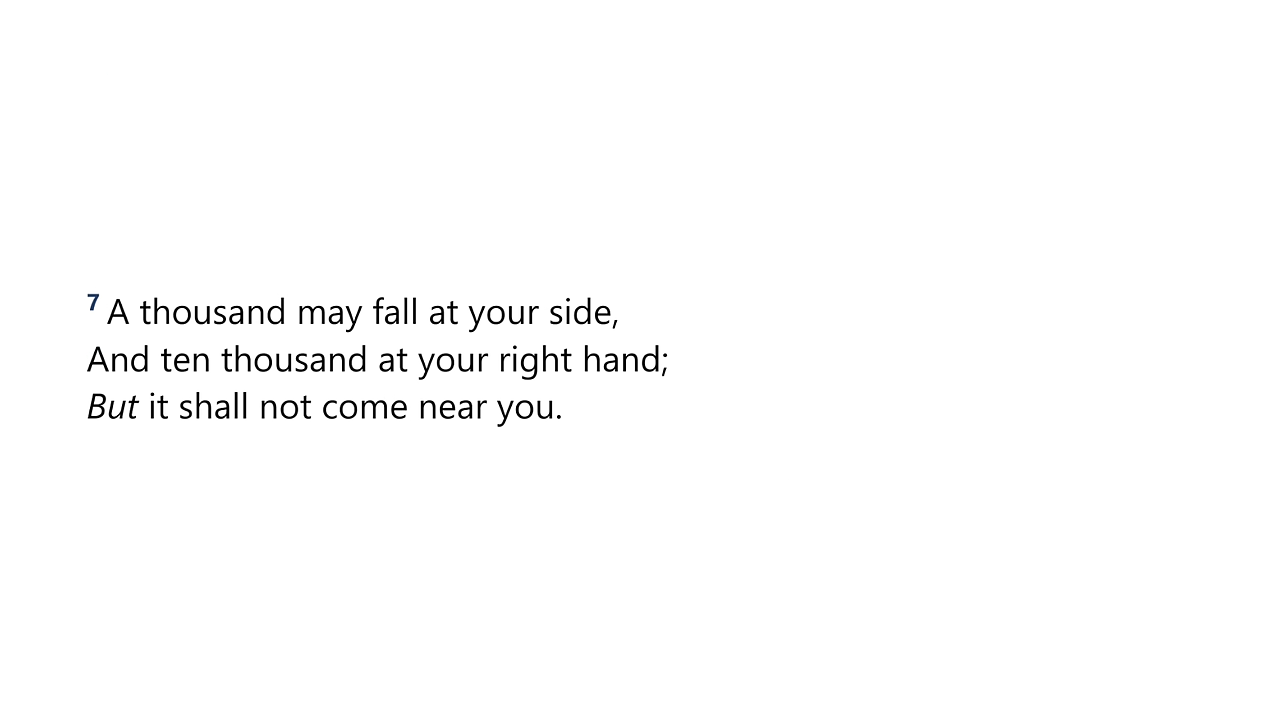 7 A thousand may fall at your side,
And ten thousand at your right hand;
But it shall not come near you.